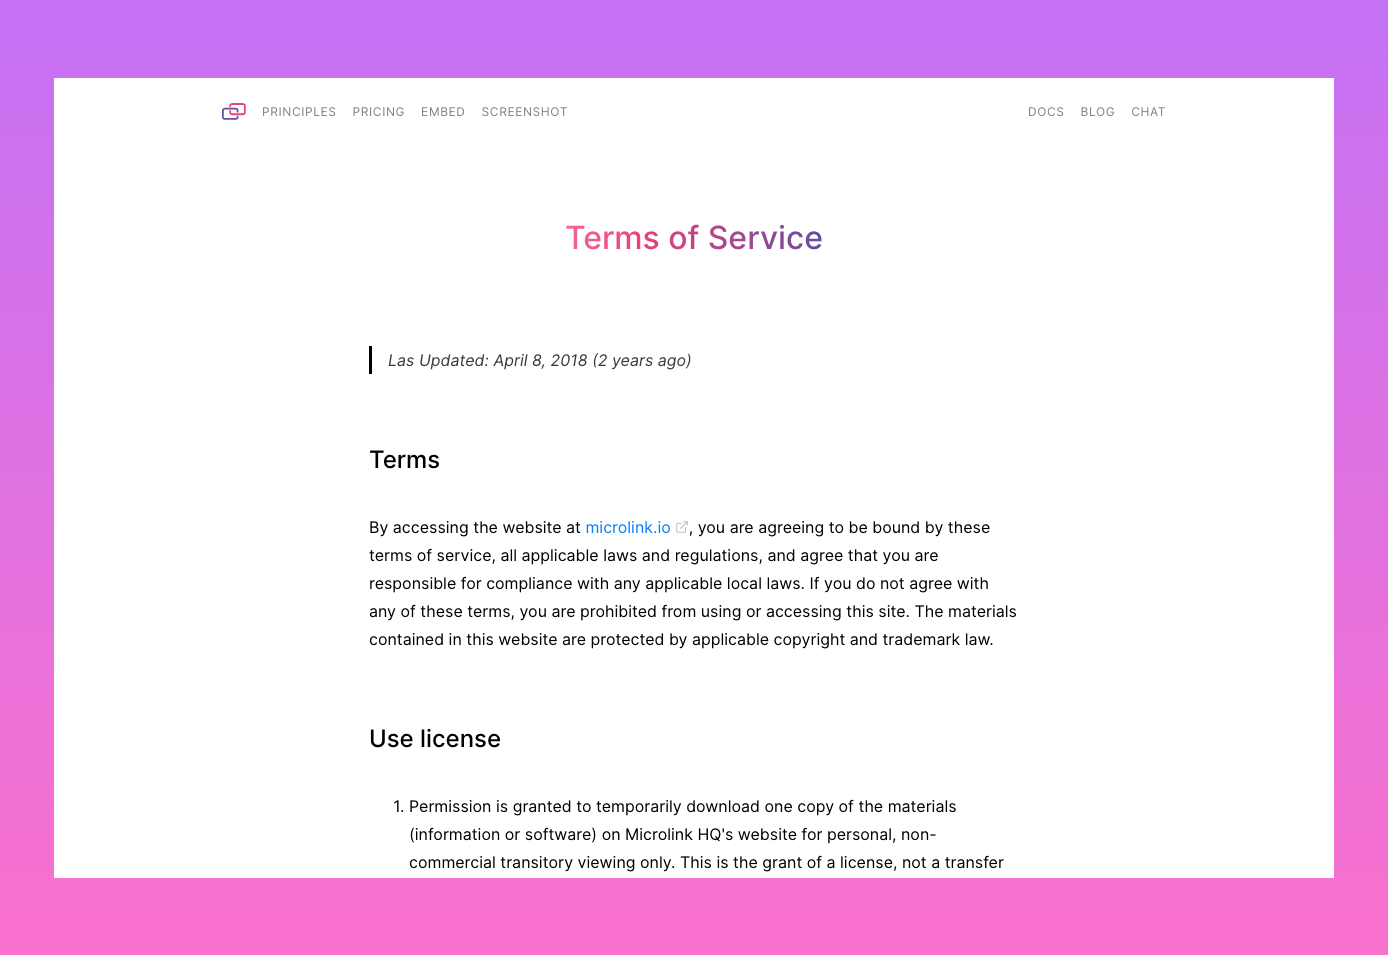 PRINCIPLES PRICING EMBED SCREENSHOT DOCS BLOG CHAT
Terms of Service
Las Updated: April 8, 2018 (2 years ago)
Terms
By accessing the website at microlink.io, you are agreeing to be bound by these
terms of service, all applicable laws and regulations, and agree that you are
responsible for compliance with any applicable local laws. If you do not agree with
any of these terms, you are prohibited from using or accessing this site. The materials
contained in this website are protected by applicable copyright and trademark law.
Use license
1. Permission is granted to temporarily download one copy of the materials
(information or software) on Microlink HQ's website for personal, non-
commercial transitory viewing only. This is the grant of a license, not a transfer